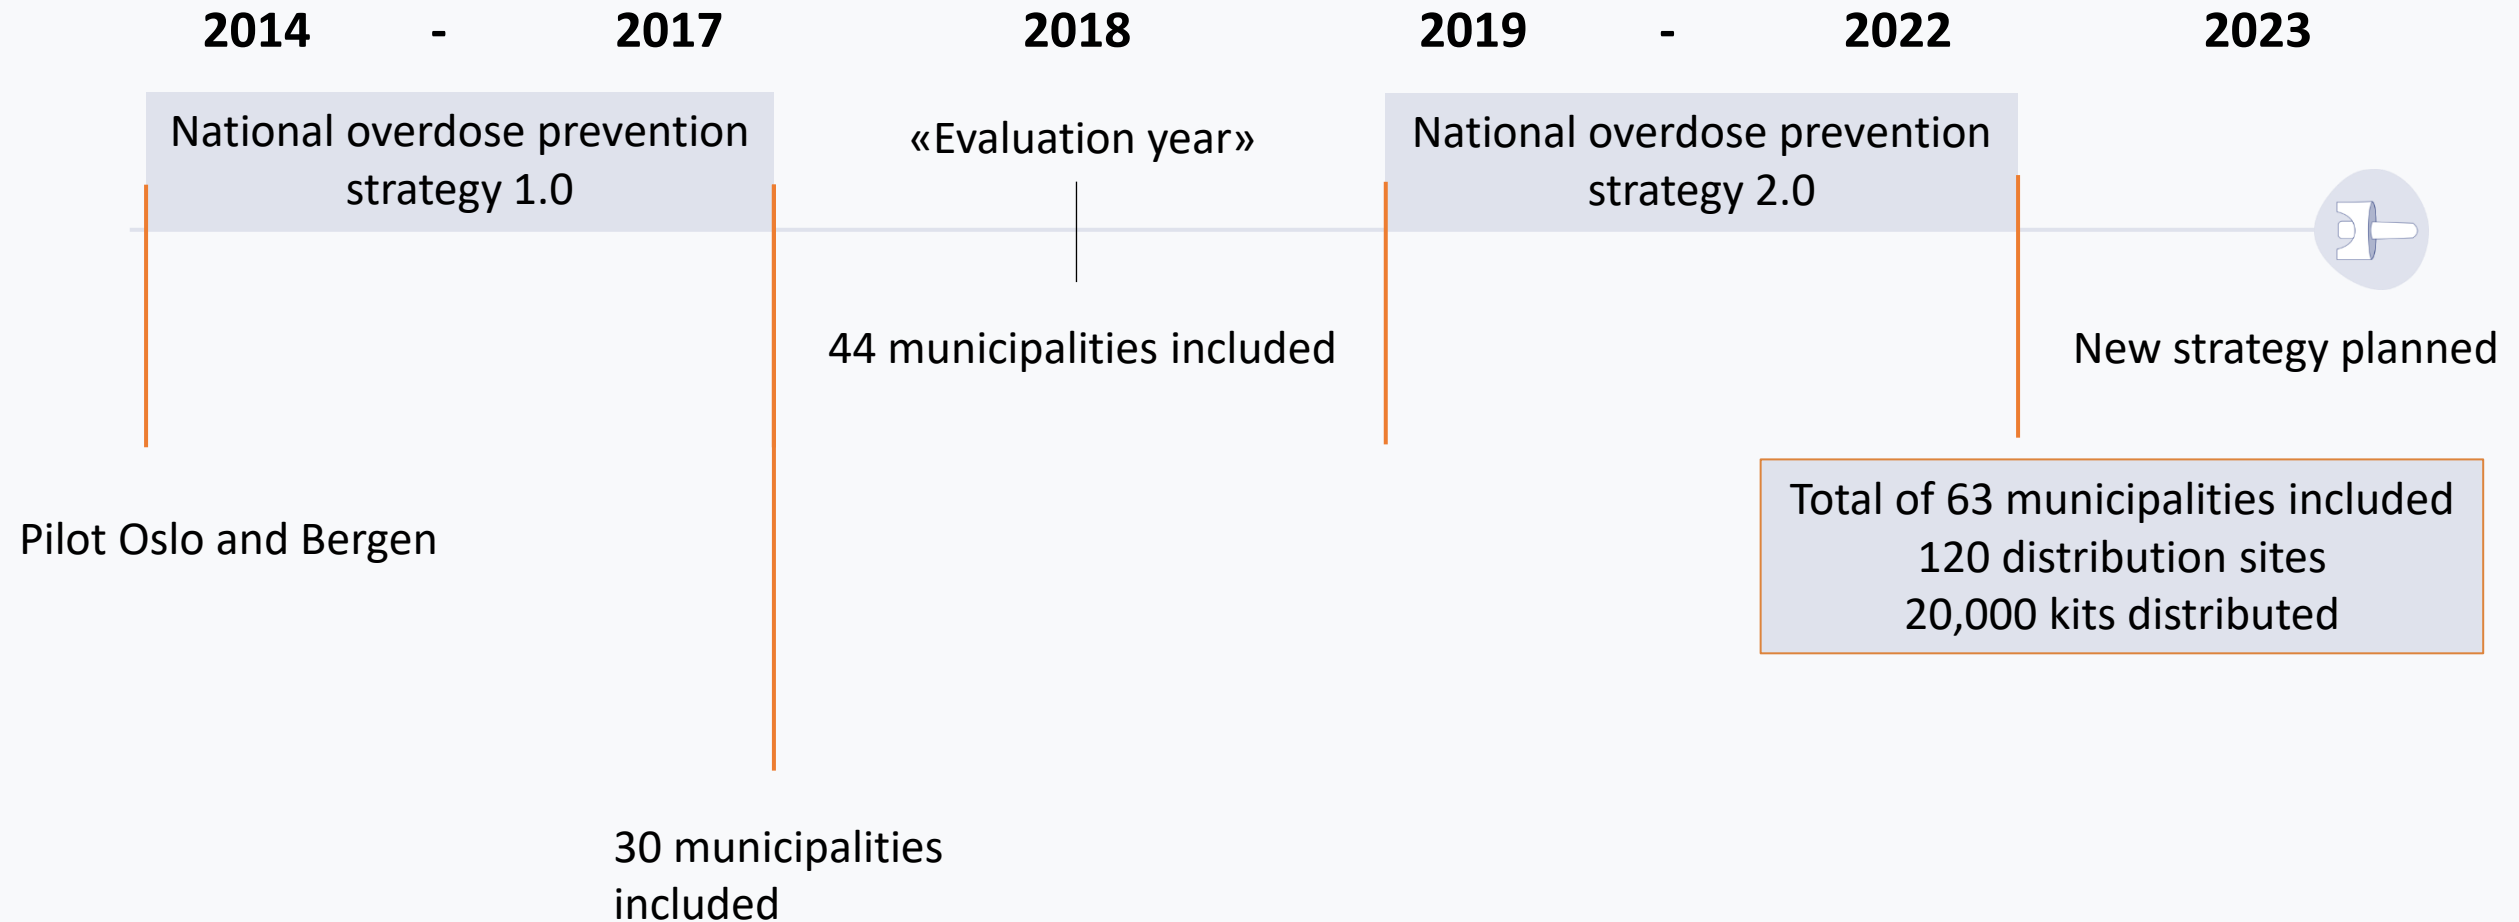 2014 - 2017 2018 2019 - 2022 2023
National overdose prevention
strategy 1.0
«Evaluation year»
National overdose prevention
strategy 2.0
44 municipalities included
New strategy planned
Pilot Oslo and Bergen
Total of 63 municipalities included
120 distribution sites
20,000 kits distributed
30 municipalities
included